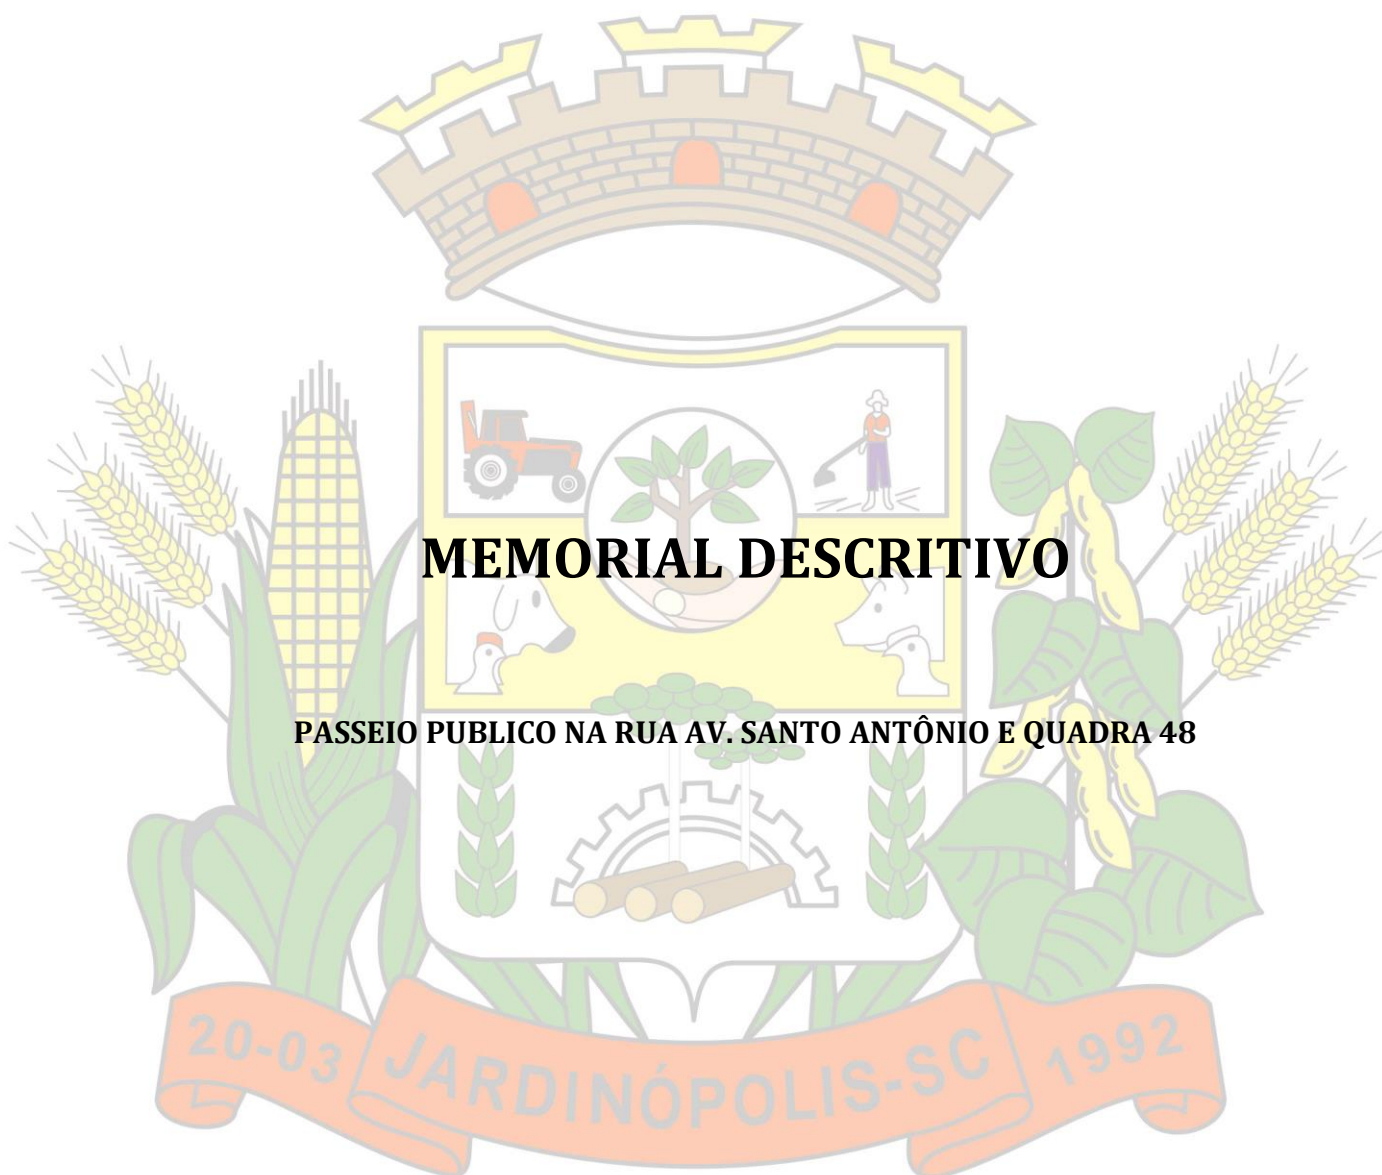 MEMORIAL DESCRITIVO
PASSEIO PUBLICO NA RUA AV. SANTO ANTÔNIO E QUADRA 48
20-03 JARDINÓPOLIS-SC 1992